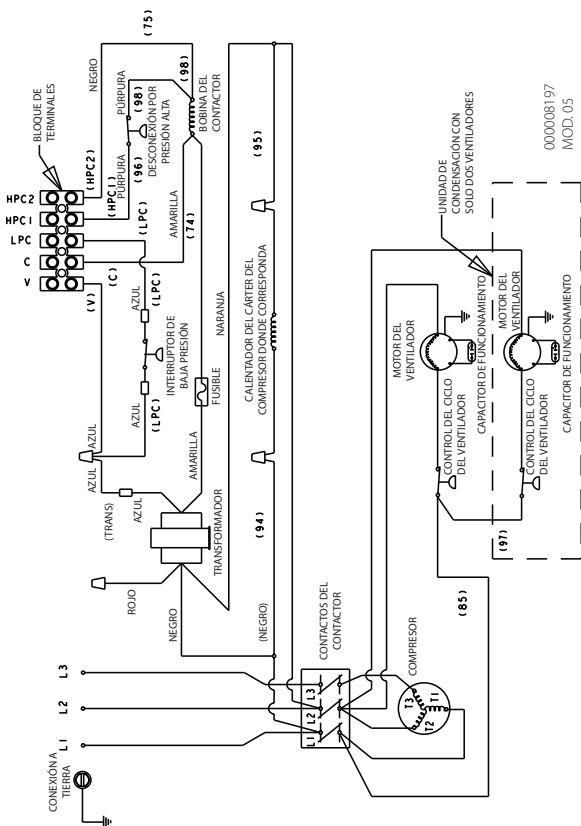 BLOQUE DE
TERMINALES
HPC2
HPC1
LPC
C
V
(HPC2)
(HPC1)
(LPC)
(C)
(V)
NEGRO
(75)
PÚRPURA
PÚRPURA
(98)
(98)
(96)
DESCONEXIÓN POR
PRESIÓN ALTA
BOBINA DEL
CONTACTOR
AMARILLA
(74)
AZUL
(LPC)
INTERRUPTOR DE
BAJA PRESIÓN
AZUL
(LPC)
AZUL
AZUL
AZUL
(TRANS)
AMARILLA
FUSIBLE
NARANJA
TRANSFORMADOR
ROJO
NEGRO
(NEGRO)
(94)
(95)
CALENTADOR DEL CÁRTER DEL
COMPRESOR DONDE CORRESPONDA
CONEXIÓN A
TIERRA
L1
L2
L3
CONTACTOS DEL
CONTACTOR
L1
L2
L3
COMPRESOR
T3
T2
T1
(85)
(97)
MOTOR DEL
VENTILADOR
CAPACITOR DE FUNCIONAMIENTO
CONTROL DEL CICLO
DEL VENTILADOR
MOTOR DEL
VENTILADOR
CAPACITOR DE FUNCIONAMIENTO
CONTROL DEL CICLO
DEL VENTILADOR
UNIDAD DE
CONDENSACIÓN CON
SOLO DOS VENTILADORES
000008197
MOD. 05